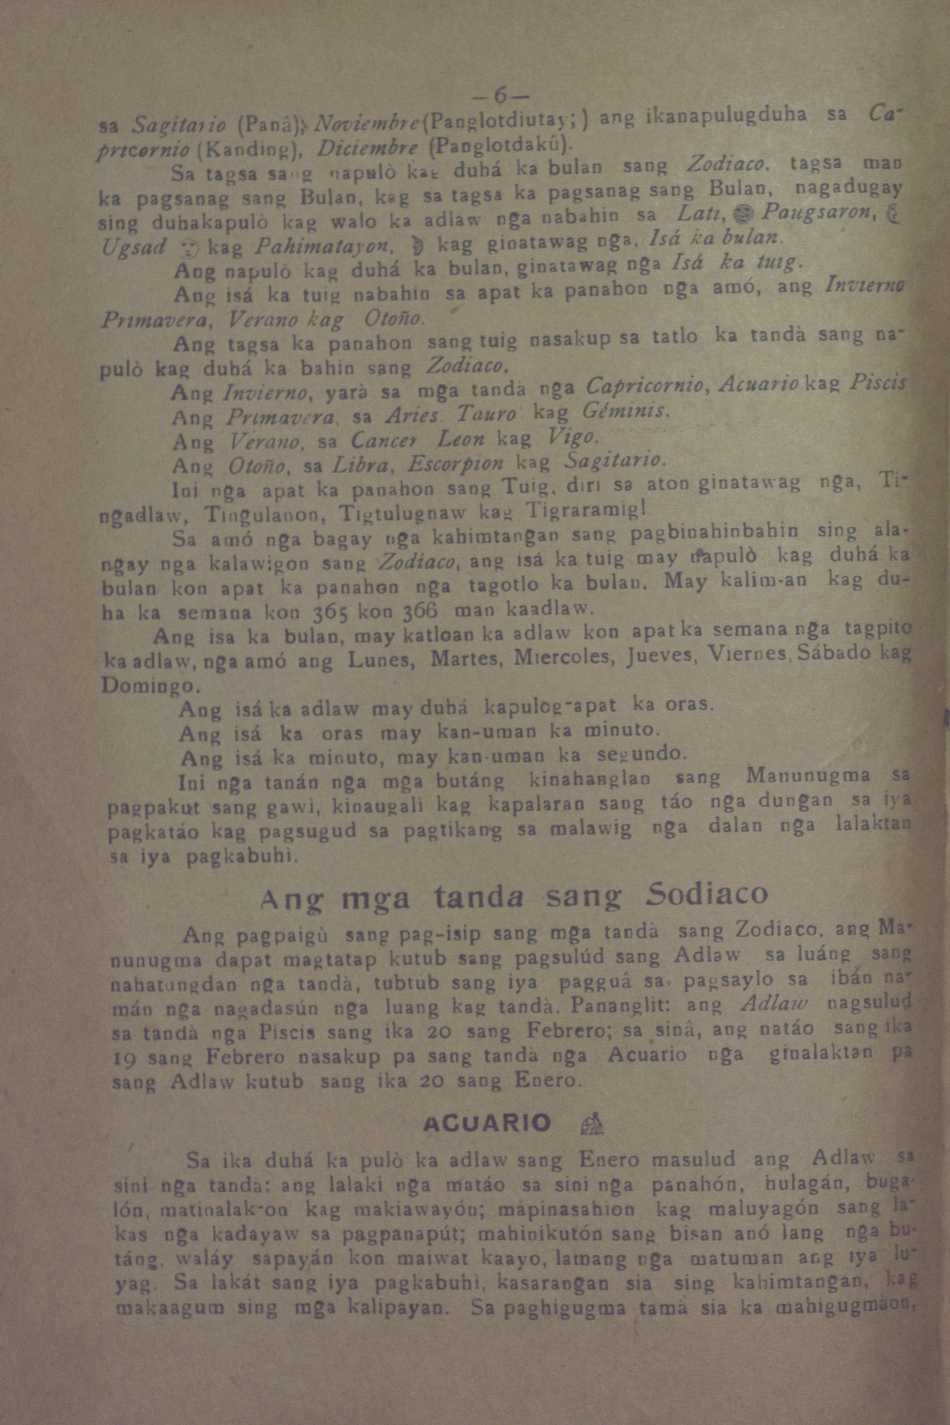 —6—
sa Sagitario (Panâ); Noviembre (Panglotdiutay;) ang ikanapulugduha sa Ca-
pricornio (Kanding), Diciembre (Panglotdakú).
Sa tagsa sang napulò kag duhá ka bulan sang Zodiaco, tagsa man
ka pagsanag sang Bulan, kag sa tagsa ka pagsanag sang Bulan, nagadugay
sing duhakapulò kag walo ka adlaw nga nabahin sa Lati, Paugsaron,
Ugsad kag Pahimatayon, kag ginatawag nga, Isá ka bulan.
Ang napulò kag duhá ka bulan, ginatawag nga Isá ka tuig.
Ang isá ka tuig nabahin sa apat ka panahon nga amó, ang Invierno
Primavera, Verano kag Otoño.
Ang tagsa ka panahon sang tuig nasakup sa tatlo ka tandà sang na-
pulò kag duhá ka bahin sang Zodiaco.
Ang Invierno, yarà sa mga tanda nga Capricornio, Acuario kag Piscis
Ang Primavera, sa Aries. Tauro kag Géminis.
Ang Verano, sa Cancer Leon kag Vigo.
Ang Otoño, sa Libra, Escorpion kag Sagitario.
Ini nga apat ka panahon sang Tuig, diri sa aton ginatawag nga, Ti-
ngadlaw, Tingulanon, Tigtulugnaw kag Tigraramig!
Sa amó nga bagay nga kahimtangan sang pagbinahinbahin sing ala-
ngay nga kalawigon sang Zodiaco, ang isá ka tuig may napulò kag duhá ka
bulan kon apat ka panahon nga tagotlo ka bulan. May kalim-an kag du-
ha ka semana kon 365 kon 366 man kaadlaw.
Ang isa ka bulan, may katloan ka adlaw kon apat ka semana nga tagpito
ka adlaw, nga amó ang Lunes, Martes, Miercoles, Jueves, Viernes, Sábado kag
Domingo.
Ang isá ka adlaw may duhá kapulog-apat ka oras.
Ang isá ka oras may kan-uman ka minuto.
Ang isá ka minuto, may kan-uman ka segundo.
Ini nga tanán nga mga butáng kinahanglan sang Manunugma sa
pagpakut sang gawi, kinaugali kag kapalaran sang táo nga dungan sa iya
pagkatáo kag pagsugud sa pagtikang sa malawig nga dalan nga lalaktan
sa iya pagkabuhi.
Ang mga tanda sang Sodiaco
Ang pagpaigù sang pag-isip sang mga tandà sang Zodiaco, ang Ma-
nunugma dapat magtatap kutub sang pagsulúd sang Adlaw sa luáng sang
nahatungdan nga tandà, tubtub sang iya pagguâ sa, pagsaylo sa ibán na-
mán nga nagadasún nga luang kag tandà. Pananglit: ang Adlaw nagsulud
sa tandà nga Piscis sang ika 20 sang Febrero; sa sinâ, ang natáo sang ika
19 sang Febrero nasakup pa sang tandà nga Acuario nga ginalaktan pa
sang Adlaw kutub sang ika 20 sang Enero.
ACUARIO
Sa ika duhá ka pulò ka adlaw sang Enero masulud ang Adlaw sa
sini nga tanda: ang lalaki nga matáo sa sini nga panahón, hulagán, buga-
lón, matinalak-on kag makiawayón; mapinasahion kag maluyagón sang la-
kas nga kadayaw sa pagpanapút; mahinikutón sang bisan anó lang nga bu-
táng, waláy sapayán kon maiwat kaayo, lamang nga matuman ang iya lu-
yag. Sa lakát sang iya pagkabuhi, kasarangan sia sing kahimtangan, kag
makaagum sing mga kalipayan. Sa paghigugma tamà sia ka mahigugmaon,